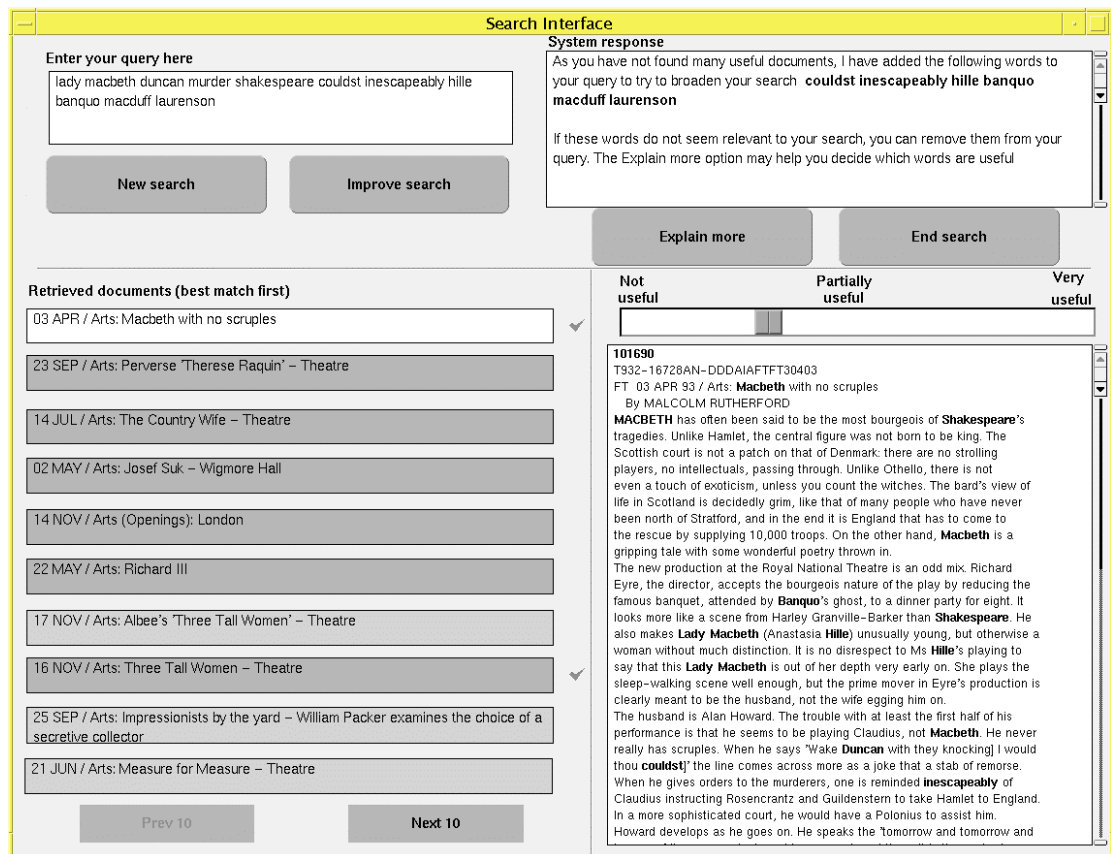 Search Interface
Enter your query here
lady macbeth duncan murder shakespeare couldst inescapeably hille
banquo macduff laurenson
New search
Improve search
System response
As you have not found many useful documents, I have added the following words to
your query to try to broaden your search couldst inescapeably hille banquo
macduff laurenson
If these words do not seem relevant to your search, you can remove them from your
query. The Explain more option may help you decide which words are useful
Explain more
End search
Retrieved documents (best match first)
03 APR / Arts: Macbeth with no scruples
23 SEP / Arts: Perverse 'Therese Raquin' – Theatre
14 JUL / Arts: The Country Wife – Theatre
02 MAY / Arts: Josef Suk – Wigmore Hall
14 NOV / Arts (Openings): London
22 MAY / Arts: Richard III
17 NOV / Arts: Albee's 'Three Tall Women' – Theatre
16 NOV / Arts: Three Tall Women – Theatre
25 SEP / Arts: Impressionists by the yard – William Packer examines the choice of a
secretive collector
21 JUN / Arts: Measure for Measure – Theatre
Prev 10
Next 10
Not
useful
Partially
useful
Very
useful
101690
T932-16728AN-DDDAIAFTFT30403
FT 03 APR 93 / Arts: Macbeth with no scruples
By MALCOLM RUTHERFORD
MACBETH has often been said to be the most bourgeois of Shakespeare's
tragedies. Unlike Hamlet, the central figure was not born to be king. The
Scottish court is not a patch on that of Denmark: there are no strolling
players, no intellectuals, passing through. Unlike Othello, there is not
even a touch of exoticism, unless you count the witches. The bard's view of
life in Scotland is decidedly grim, like that of many people who have never
been north of Stratford, and in the end it is England that has to come to
the rescue by supplying 10,000 troops. On the other hand, Macbeth is a
gripping tale with some wonderful poetry thrown in.
The new production at the Royal National Theatre is an odd mix. Richard
Eyre, the director, accepts the bourgeois nature of the play by reducing the
famous banquet, attended by Banquo's ghost, to a dinner party for eight. It
looks more like a scene from Harley Granville-Barker than Shakespeare. He
also makes Lady Macbeth (Anastasia Hille) unusually young, but otherwise a
woman without much distinction. It is no disrespect to Ms Hille's playing to
say that this Lady Macbeth is out of her depth very early on. She plays the
sleep-walking scene well enough, but the prime mover in Eyre's production is
clearly meant to be the husband, not the wife egging him on.
The husband is Alan Howard. The trouble with at least the first half of his
performance is that he seems to be playing Claudius, not Macbeth. He never
really has scruples. When he says 'Wake Duncan with they knocking] I would
thou couldst]' the line comes across more as a joke that a stab of remorse.
When he gives orders to the murderers, one is reminded inescapeably of
Claudius instructing Rosencrantz and Guildenstern to take Hamlet to England.
In a more sophisticated court, he would have a Polonius to assist him.
Howard develops as he goes on. He speaks the 'tomorrow and tomorrow and